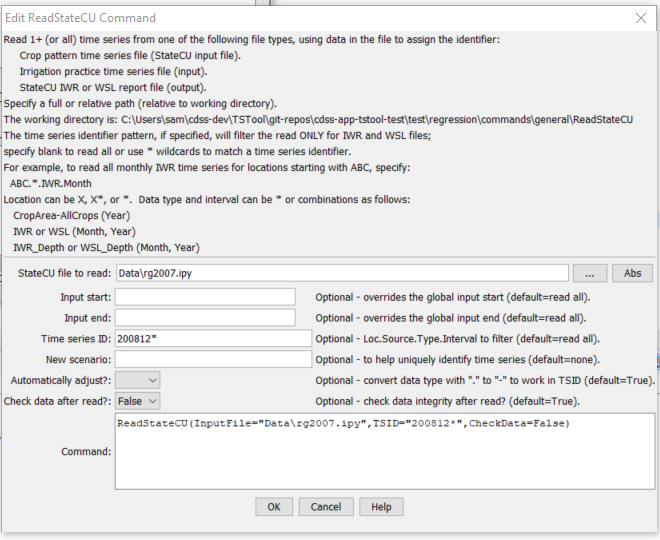 Edit ReadStateCU Command
Read 1+ (or all) time series from one of the following file types, using data in the file to assign the identifier:
Crop pattern time series file (StateCU input file).
Irrigation practice time series file (input).
StateCU IWR or WSL report file (output).
Specify a full or relative path (relative to working directory).
The working directory is: C:\Users\sam\cdss-dev\TSTool\git-repos\cdss-app-tstool-test\test\regression\commands\general\ReadStateCU
The time series identifier pattern, if specified, will filter the read ONLY for IWR and WSL files;
specify blank to read all or use * wildcards to match a time series identifier.
For example, to read all monthly IWR time series for locations starting with ABC, specify:
ABC.*.IWR.Month
Location can be X, X*, or *.  Data type and interval can be * or combinations as follows:
CropArea-AllCrops (Year)
IWR or WSL (Month, Year)
IWR_Depth or WSL_Depth (Month, Year)
StateCU file to read: Data\rg2007.ipy ... Abs
Input start: Optional - overrides the global input start (default=read all).
Input end: Optional - overrides the global input end (default=read all).
Time series ID: 200812* Optional - Loc.Source.Type.Interval to filter (default=read all).
New scenario: Optional - to help uniquely identify time series (default=none).
Automatically adjust?: Optional - convert data type with "." to "-" to work in TSID (default=True).
Check data after read?: False Optional - check data integrity after read? (default=True).
Command: ReadStateCU(InputFile="Data\rg2007.ipy",TSID="200812*",CheckData=False)
OK Cancel Help